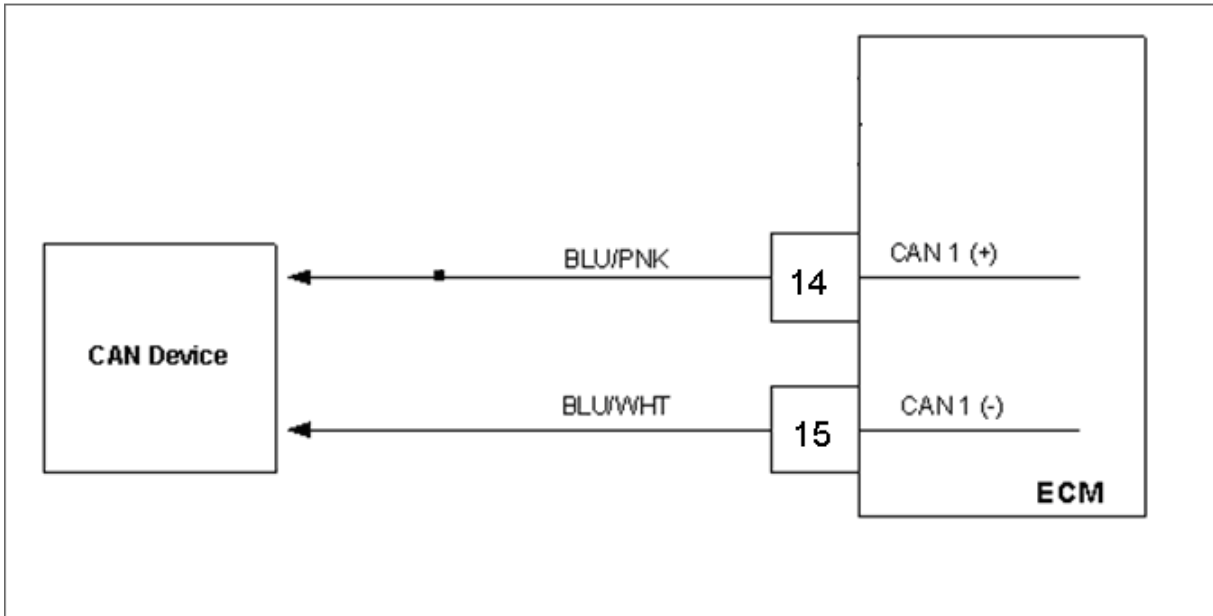 CAN Device
BLU/PNK
14
CAN 1 (+)
BLU/WHT
15
CAN 1 (-)
ECM